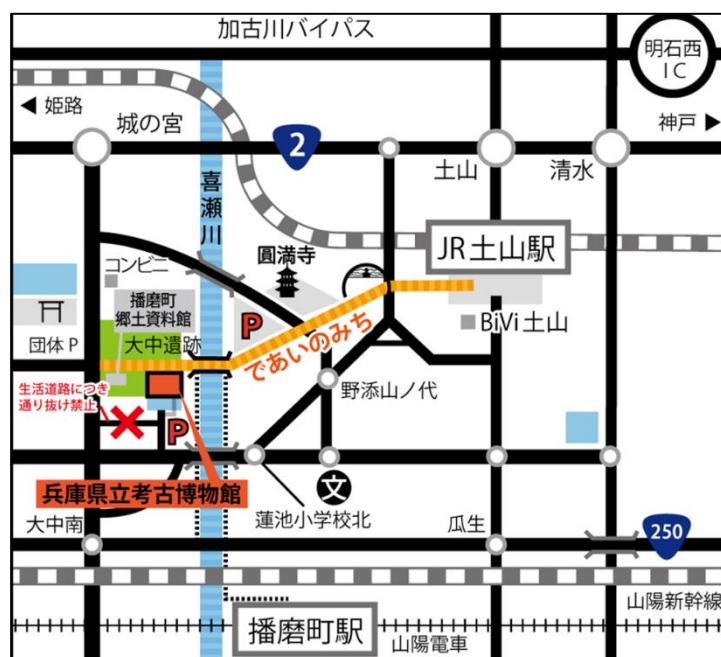 加古川バイパス
明石西
IC
姫路
神戸
城の宮
2
土山
清水
喜瀬川
JR土山駅
圓満寺
コンビニ
播磨町
郷土資料館
P
BiVi土山
団体P
大中遺跡
であいのみち
野添山ノ代
生活道路につき
通り抜け禁止
P
兵庫県立考古博物館
文
大中南
蓮池小学校北
瓜生
250
山陽新幹線
播磨町駅
山陽電車